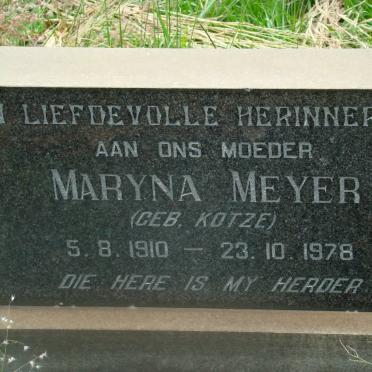 LIEFDEVOLLE
AAN ONS MOEDER
MARYNA MEYER
(GEB. KOTZE)
5. 8. 1910 — 23. 10. 1978
DIE HERE IS MY HERDER